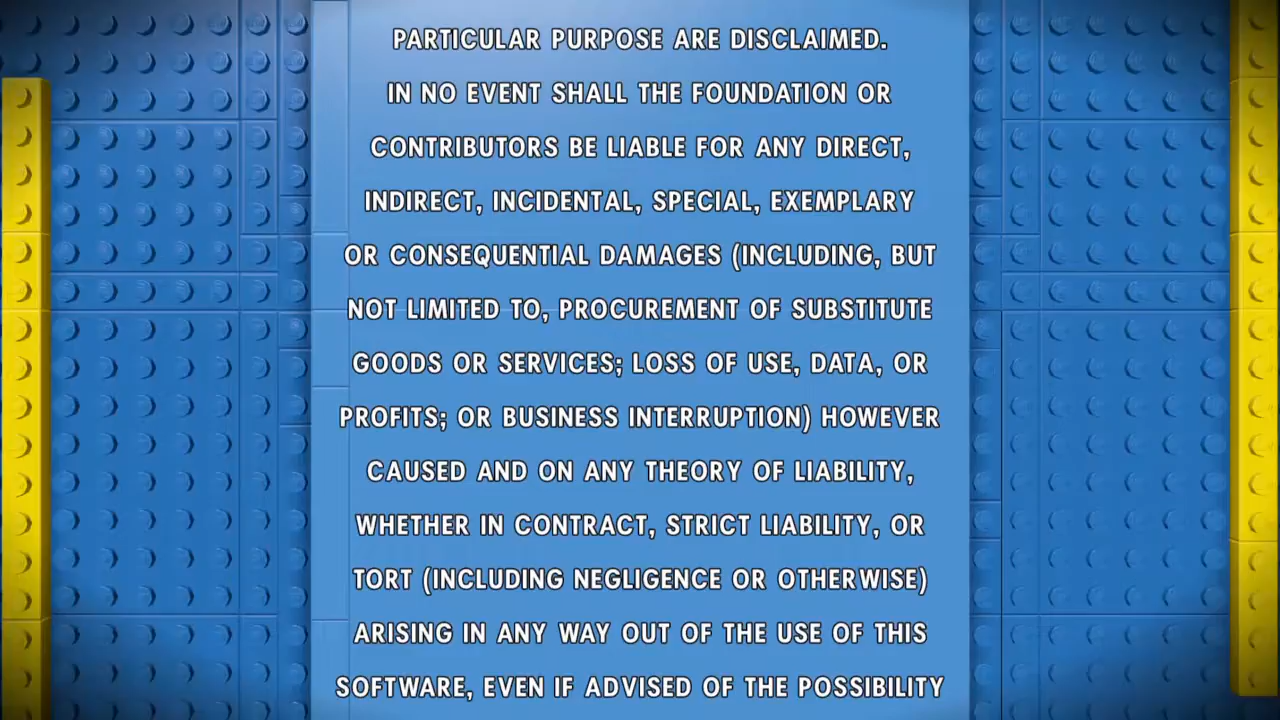 PARTICULAR PURPOSE ARE DISCLAIMED.
IN NO EVENT SHALL THE FOUNDATION OR
CONTRIBUTORS BE LIABLE FOR ANY DIRECT,
INDIRECT, INCIDENTAL, SPECIAL, EXEMPLARY
OR CONSEQUENTIAL DAMAGES (INCLUDING, BUT
NOT LIMITED TO, PROCUREMENT OF SUBSTITUTE
GOODS OR SERVICES; LOSS OF USE, DATA, OR
PROFITS; OR BUSINESS INTERRUPTION) HOWEVER
CAUSED AND ON ANY THEORY OF LIABILITY,
WHETHER IN CONTRACT, STRICT LIABILITY, OR
TORT (INCLUDING NEGLIGENCE OR OTHERWISE)
ARISING IN ANY WAY OUT OF THE USE OF THIS
SOFTWARE, EVEN IF ADVISED OF THE POSSIBILITY